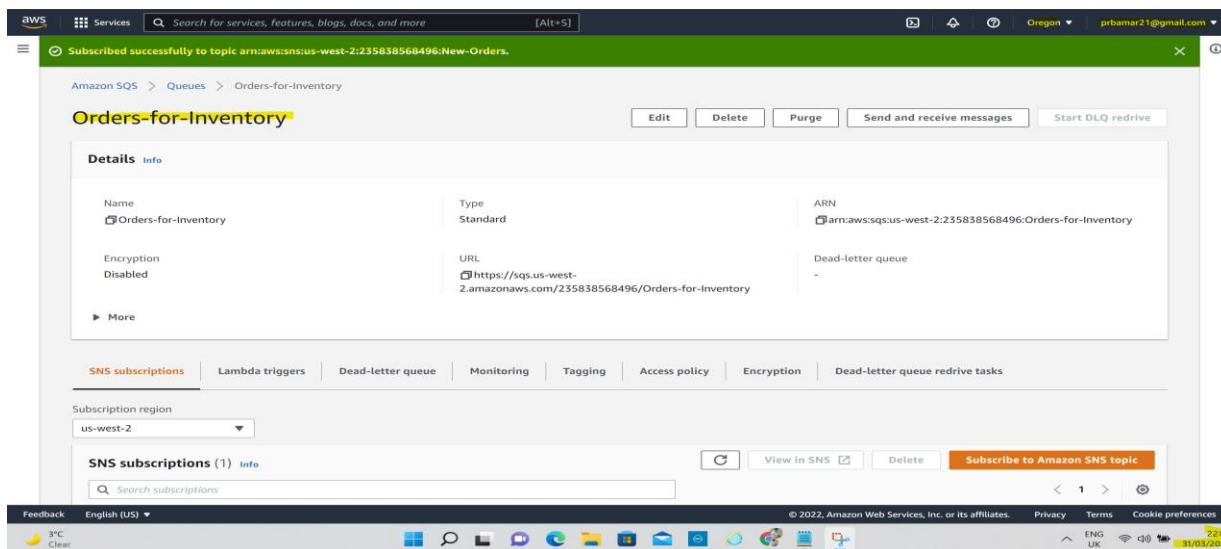 aws Services Search for services, features, blogs, docs, and more [Alt+S] Oregon ▼ prbamar21@gmail.com ▼
Subscribed successfully to topic arn:aws:sns:us-west-2:235838568496:New-Orders.
Amazon SQS > Queues > Orders-for-Inventory
Orders-for-Inventory Edit Delete Purge Send and receive messages Start DLQ redrive
Details Info
Name Type ARN
Orders-for-Inventory Standard arn:aws:sqs:us-west-2:235838568496:Orders-for-Inventory
Encryption URL Dead-letter queue
Disabled https://sqs.us-west- -
2.amazonaws.com/235838568496/Orders-for-Inventory
▶ More
SNS subscriptions Lambda triggers Dead-letter queue Monitoring Tagging Access policy Encryption Dead-letter queue redrive tasks
Subscription region
us-west-2 ▼
SNS subscriptions (1) Info View in SNS Delete Subscribe to Amazon SNS topic
Search subscriptions < 1 >
Feedback English (US) ▼ © 2022, Amazon Web Services, Inc. or its affiliates. Privacy Terms Cookie preferences
3°C ENG
Clear UK